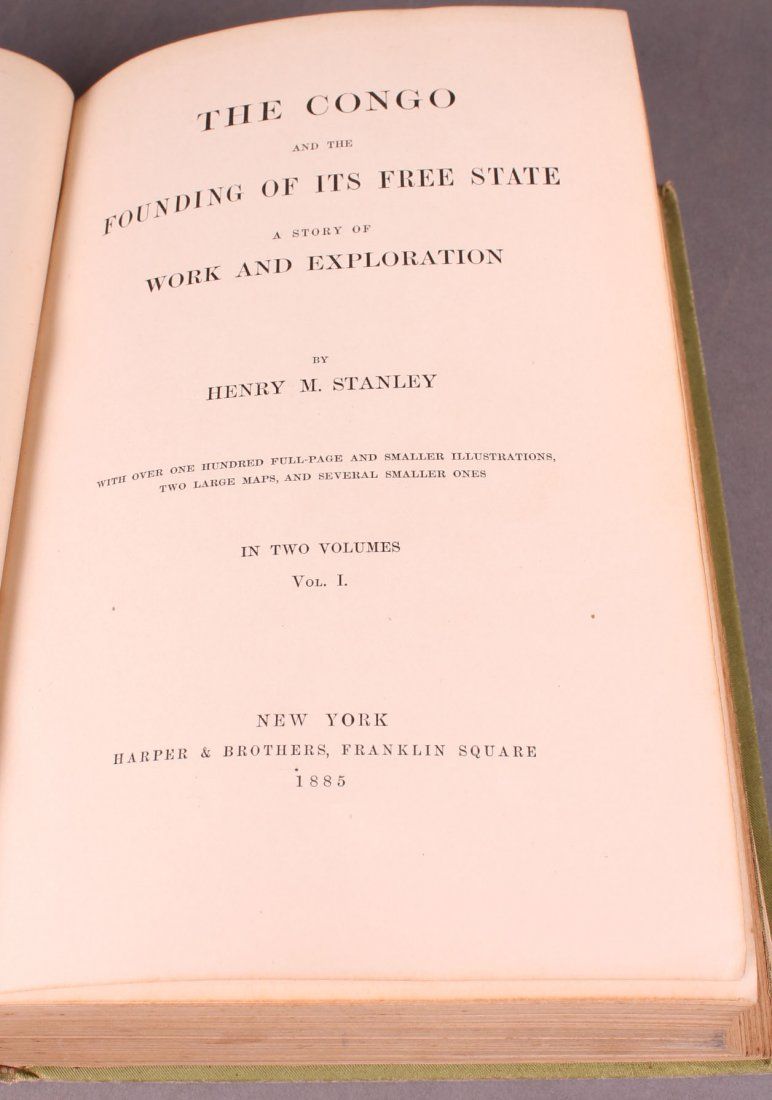 THE CONGO
AND THE
FOUNDING OF ITS FREE STATE
A STORY OF
WORK AND EXPLORATION
BY
HENRY M. STANLEY
WITH OVER ONE HUNDRED FULL-PAGE AND SMALLER ILLUSTRATIONS,
TWO LARGE MAPS, AND SEVERAL SMALLER ONES
IN TWO VOLUMES
VOL. I.
NEW YORK
HARPER & BROTHERS, FRANKLIN SQUARE
1885